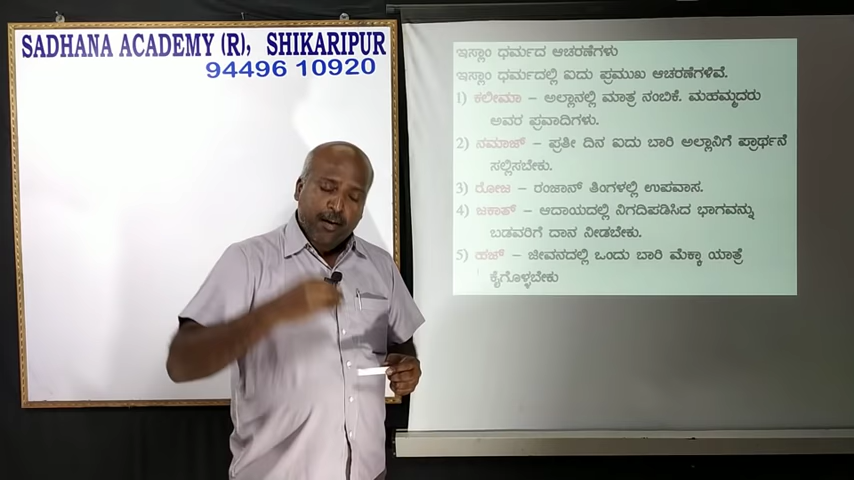 SADHANA ACADEMY (R), SHIKARIPUR
94496 10920
ಇಸ್ಲಾಂ ಧರ್ಮದ ಆಚರಣೆಗಳು
ಇಸ್ಲಾಂ ಧರ್ಮದಲ್ಲಿ ಐದು ಪ್ರಮುಖ ಆಚರಣೆಗಳಿವೆ.
1) ಕಲೀಮಾ – ಅಲ್ಲಾನಲ್ಲಿ ಮಾತ್ರ ನಂಬಿಕೆ. ಮಹಮ್ಮದರು
ಅವರ ಪ್ರವಾದಿಗಳು.
2) ನಮಾಜ್ – ಪ್ರತೀ ದಿನ ಐದು ಬಾರಿ ಅಲ್ಲಾನಿಗೆ ಪ್ರಾರ್ಥನೆ
ಸಲ್ಲಿಸಬೇಕು.
3) ರೋಜ – ರಂಜಾನ್ ತಿಂಗಳಲ್ಲಿ ಉಪವಾಸ.
4) ಜಕಾತ್ – ಆದಾಯದಲ್ಲಿ ನಿಗದಿಪಡಿಸಿದ ಭಾಗವನ್ನು
ಬಡವರಿಗೆ ದಾನ ನೀಡಬೇಕು.
5) ಹಜ್ – ಜೀವನದಲ್ಲಿ ಒಂದು ಬಾರಿ ಮೆಕ್ಕಾ ಯಾತ್ರೆ
ಕೈಗೊಳ್ಳಬೇಕು